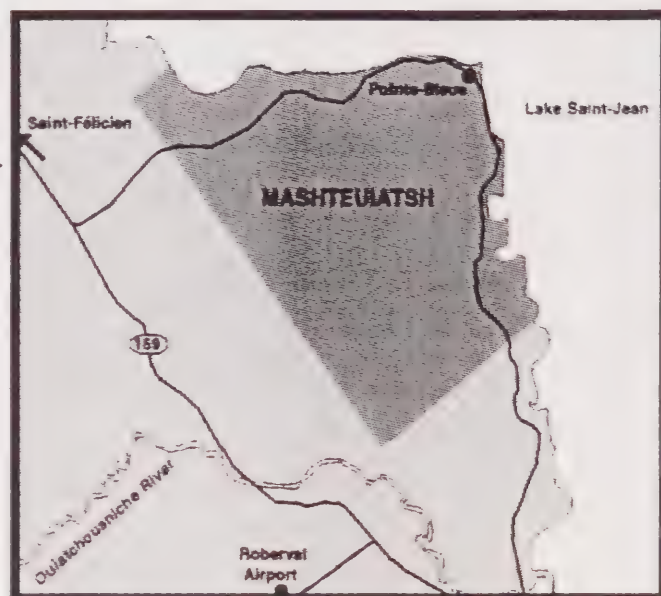 Pointe-Bleue
Lake Saint-Jean
Saint-Félicien
MASHTEUIATSH
169
Ouiatchouaniche River
Roberval
Airport